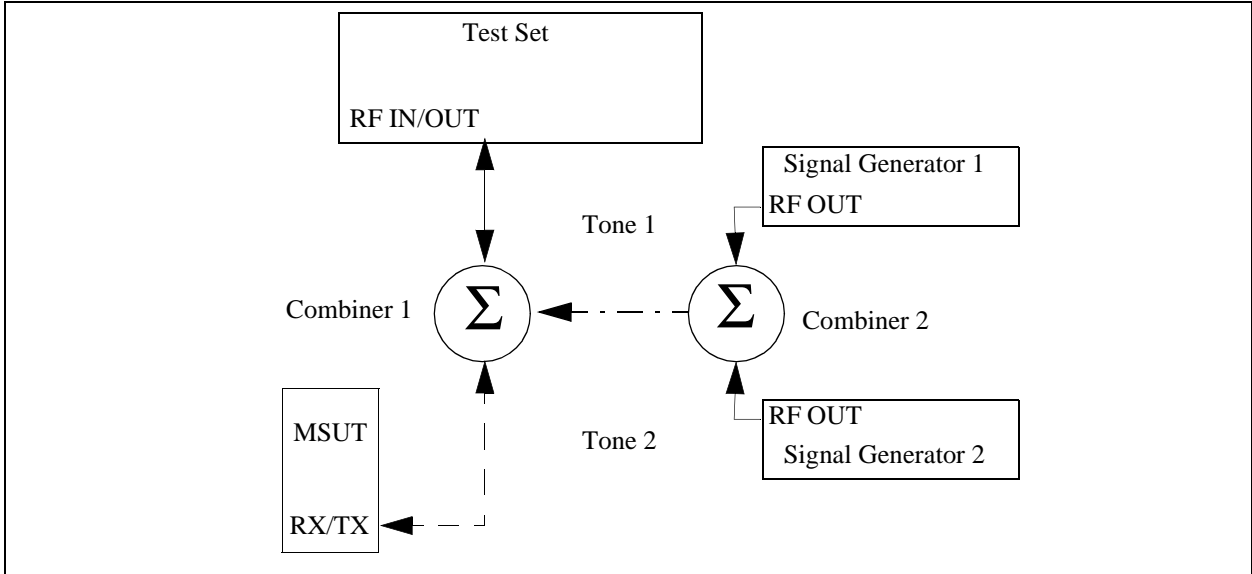 Test Set
RF IN/OUT
Signal Generator 1
RF OUT
Tone 1
Combiner 1
Σ
Σ
Combiner 2
MSUT
RX/TX
Tone 2
RF OUT
Signal Generator 2